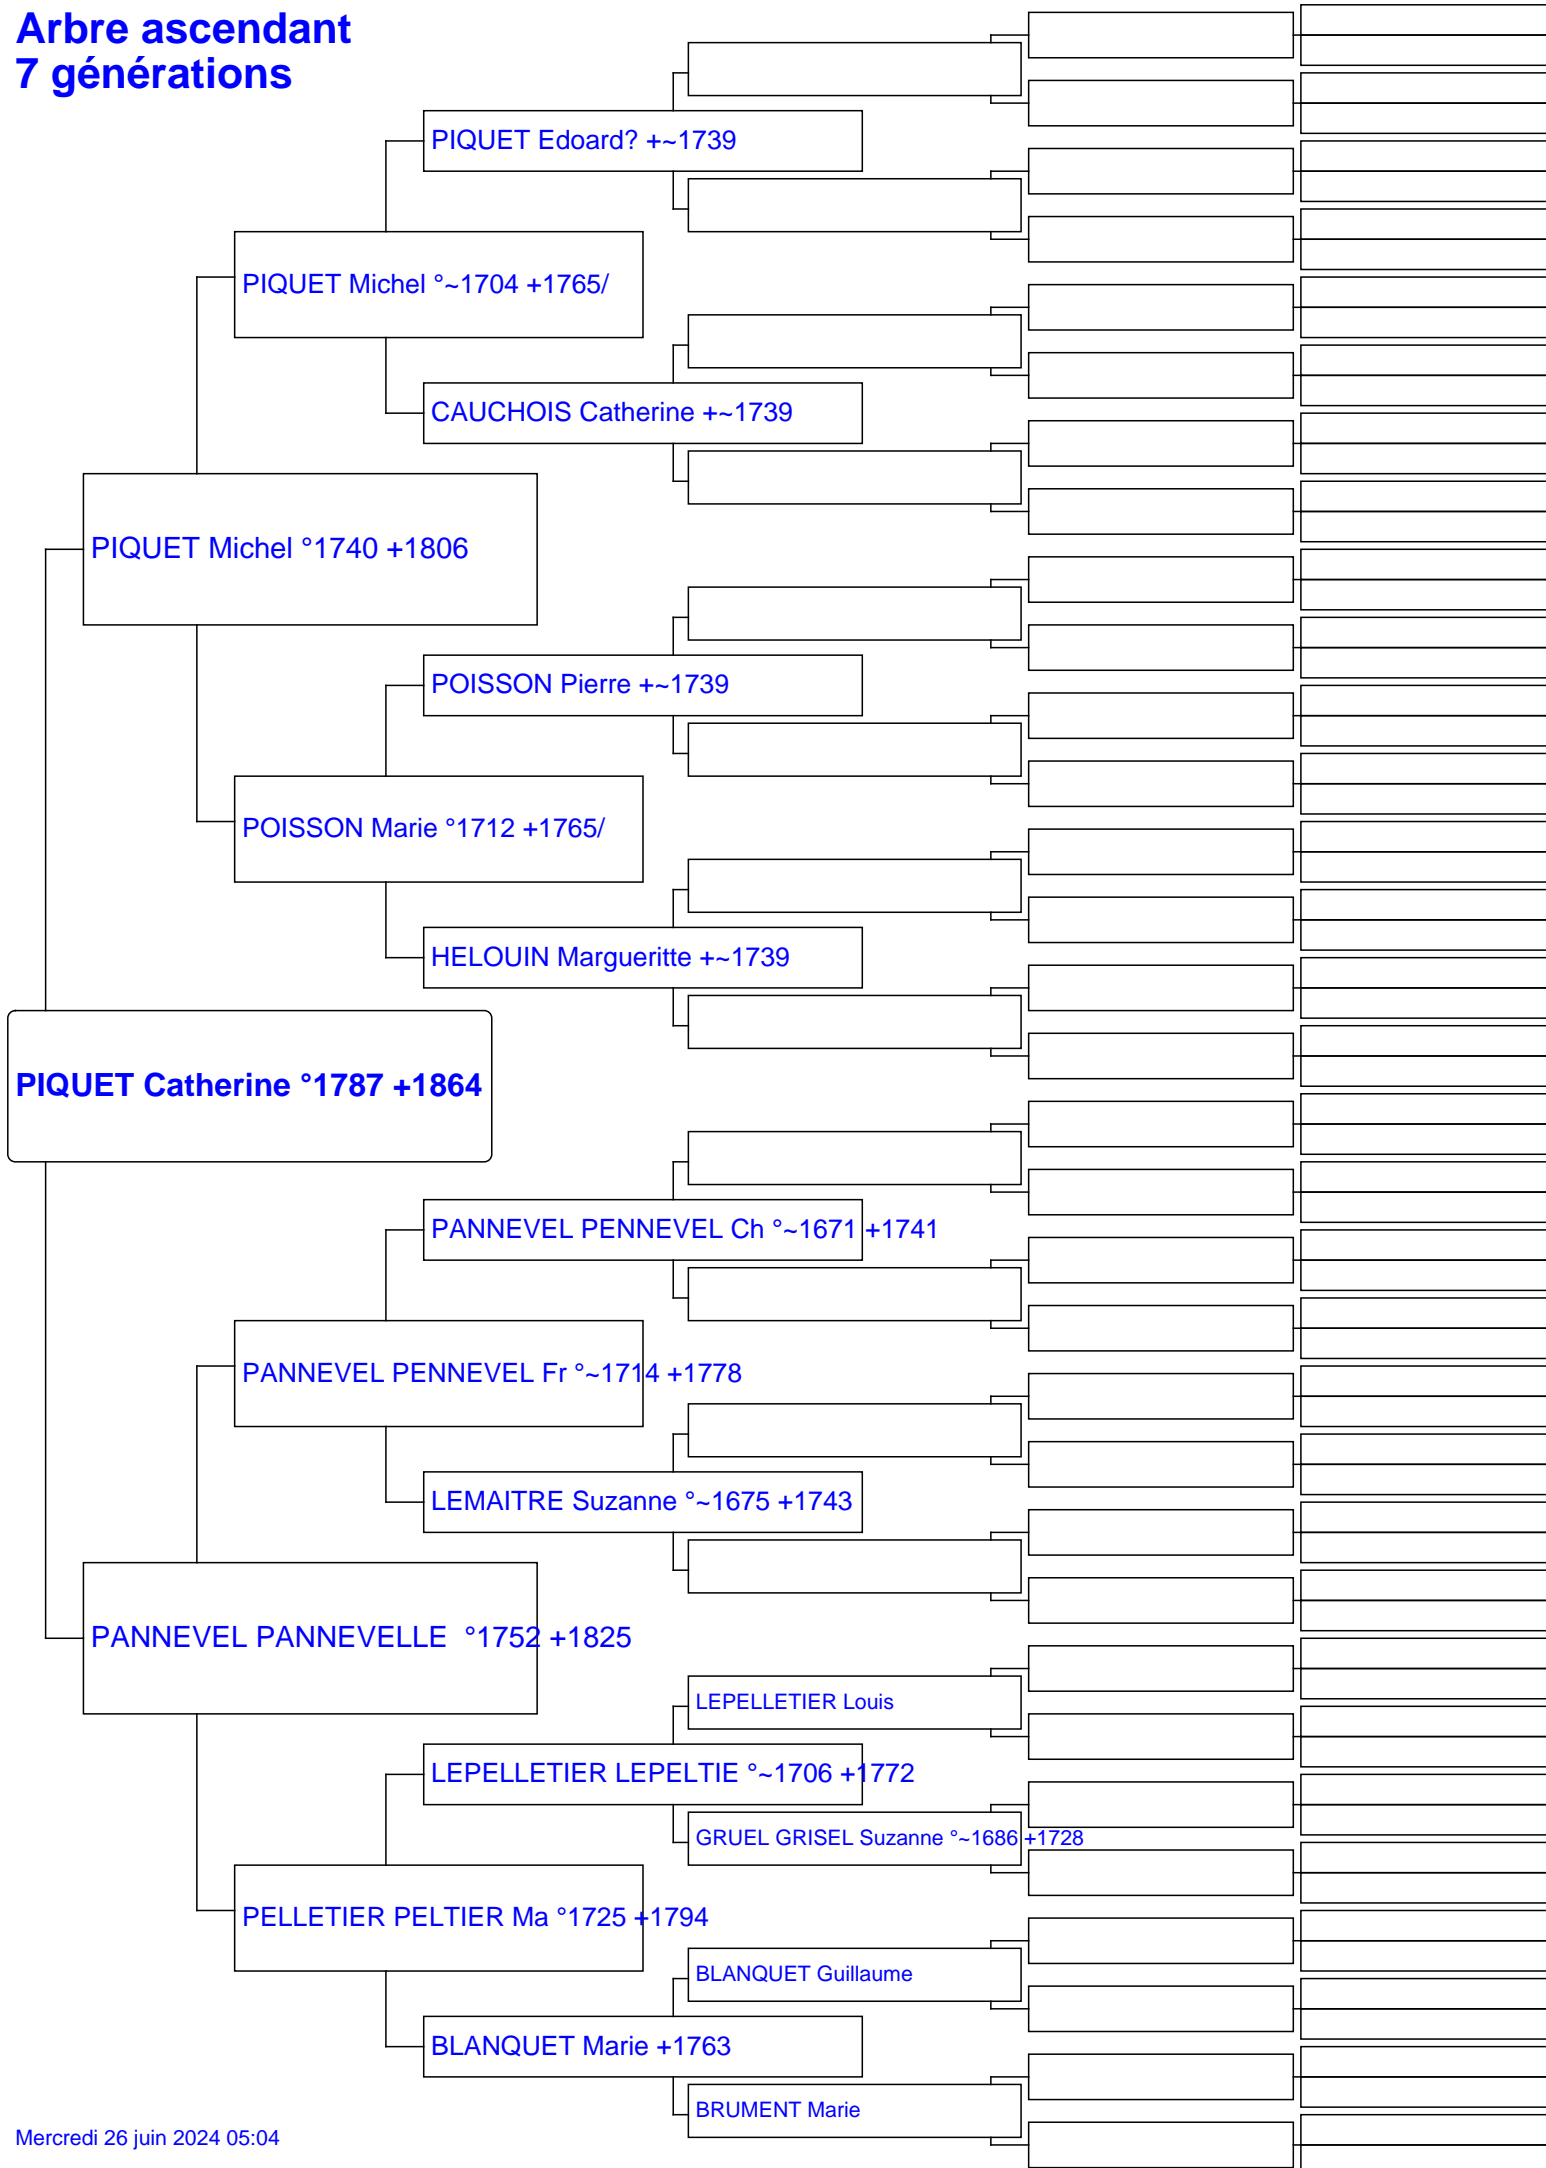 Arbre ascendant
7 générations
PIQUET Edoard? +~1739
PIQUET Michel °~1704 +1765/
CAUCHOIS Catherine +~1739
PIQUET Michel °1740 +1806
POISSON Pierre +~1739
POISSON Marie °1712 +1765/
HELOUIN Margueritte +~1739
PIQUET Catherine °1787 +1864
PANNEVEL PENNEVEL Ch °~1671 +1741
PANNEVEL PENNEVEL Fr °~1714 +1778
LEMAITRE Suzanne °~1675 +1743
PANNEVEL PANNEVELLE  °1752 +1825
LEPELLETIER Louis
LEPELLETIER LEPELTIE °~1706 +1772
GRUEL GRISEL Suzanne °~1686 +1728
PELLETIER PELTIER Ma °1725 +1794
BLANQUET Guillaume
BLANQUET Marie +1763
BRUMENT Marie
Mercredi 26 juin 2024 05:04